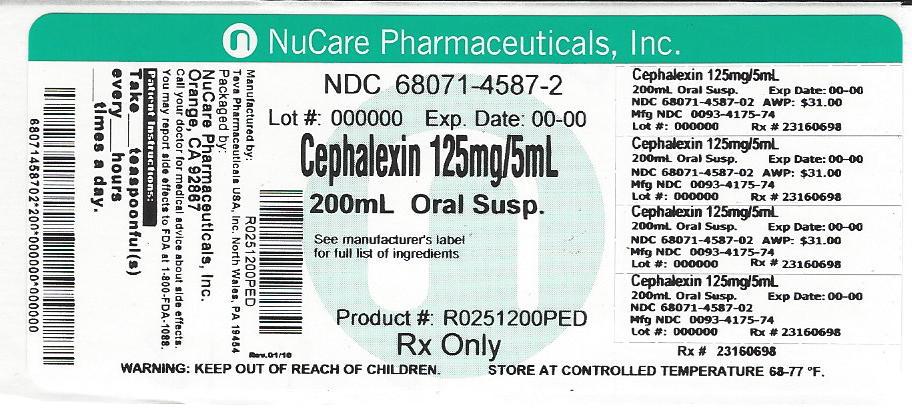 n NuCare Pharmaceuticals, Inc.
68071458702*200*000000*000000
Take ___ teaspoonful(s)
every ___ hours
___ times a day.
Patient Instructions:
You may report side effects to FDA at 1-800-FDA-1088.
Call your doctor for medical advice about side effects.
Orange, CA 92867
NuCare Pharmaceuticals, Inc.
Packaged by:
Teva Pharmaceuticals USA, Inc. North Wales, PA 19454
Manufactured by:
R0251200PED
Rev.01/10
NDC 68071-4587-2
Lot #: 000000 Exp. Date: 00-00
Cephalexin 125mg/5mL
200mL Oral Susp.
See manufacturer's label
for full list of ingredients
Product #: R0251200PED
Rx Only
WARNING: KEEP OUT OF REACH OF CHILDREN. STORE AT CONTROLLED TEMPERATURE 68-77 °F.
Cephalexin 125mg/5mL
200mL Oral Susp. Exp Date: 00-00
NDC 68071-4587-02 AWP: $31.00
Mfg NDC 0093-4175-74
Lot #: 000000 Rx # 23160698
Cephalexin 125mg/5mL
200mL Oral Susp. Exp Date: 00-00
NDC 68071-4587-02 AWP: $31.00
Mfg NDC 0093-4175-74
Lot #: 000000 Rx # 23160698
Cephalexin 125mg/5mL
200mL Oral Susp. Exp Date: 00-00
NDC 68071-4587-02 AWP: $31.00
Mfg NDC 0093-4175-74
Lot #: 000000 Rx # 23160698
Cephalexin 125mg/5mL
200mL Oral Susp. Exp Date: 00-00
NDC 68071-4587-02
Mfg NDC 0093-4175-74
Lot #: 000000 Rx # 23160698
Rx # 23160698